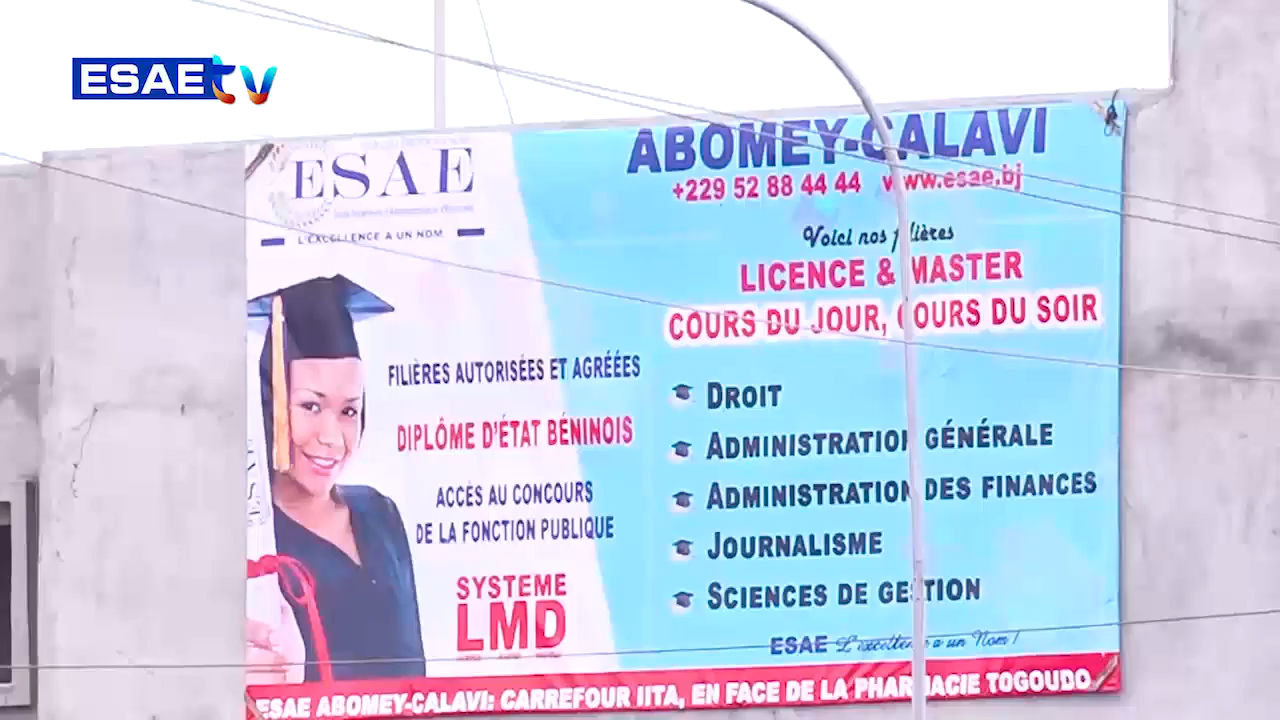 ESAE tv
ESAE
L'EXCELLENCE A UN NOM
ABOMEY-CALAVI
+229 52 88 44 44 www.esae.bj
Voici nos filières
LICENCE & MASTER
COURS DU JOUR, COURS DU SOIR
FILIÈRES AUTORISÉES ET AGRÉÉES
DIPLÔME D'ÉTAT BÉNINOIS
ACCÈS AU CONCOURS
DE LA FONCTION PUBLIQUE
SYSTEME
LMD
DROIT
ADMINISTRATION GÉNÉRALE
ADMINISTRATION DES FINANCES
JOURNALISME
SCIENCES DE GESTION
ESAE L'excellence a un Nom !
ESAE ABOMEY-CALAVI: CARREFOUR IITA, EN FACE DE LA PHARMACIE TOGOUDO